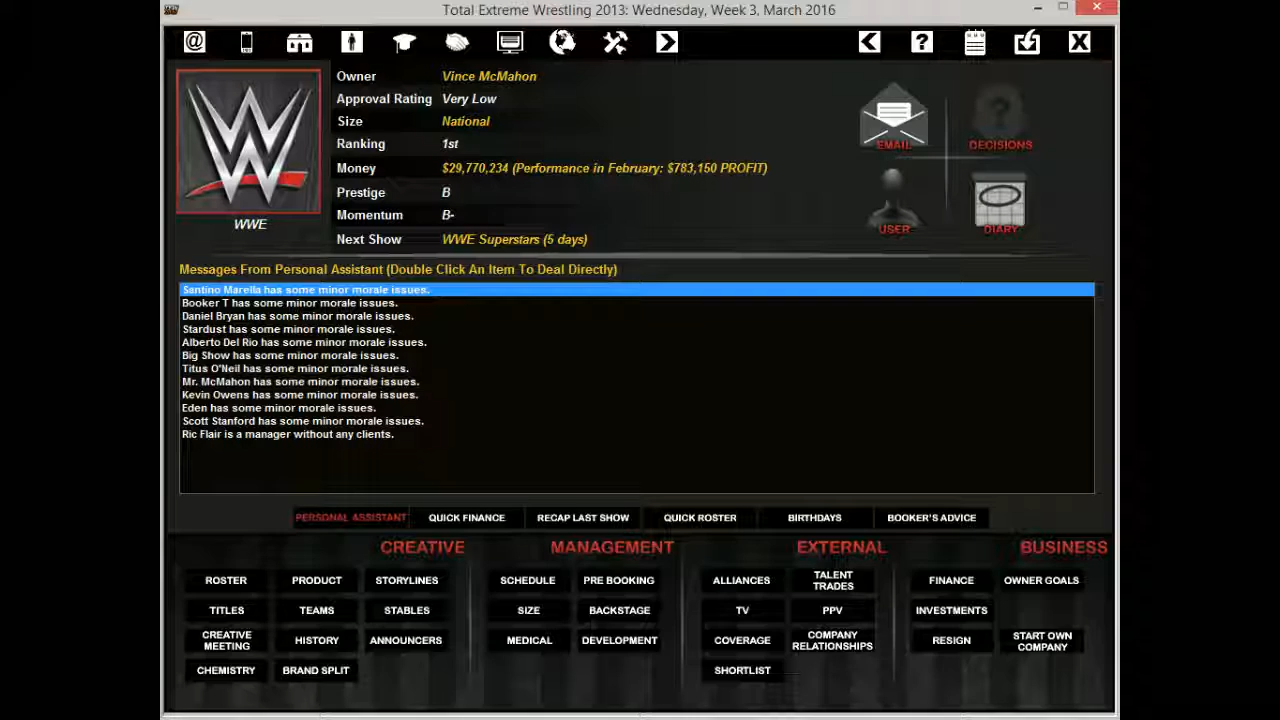 Total Extreme Wrestling 2013: Wednesday, Week 3, March 2016
Owner Vince McMahon
Approval Rating Very Low
Size National
Ranking 1st
Money $29,770,234 (Performance in February: $783,150 PROFIT)
Prestige B
Momentum B-
Next Show WWE Superstars (5 days)
WWE
EMAIL DECISIONS
USER DIARY
Messages From Personal Assistant (Double Click An Item To Deal Directly)
Santino Marella has some minor morale issues.
Booker T has some minor morale issues.
Daniel Bryan has some minor morale issues.
Stardust has some minor morale issues.
Alberto Del Rio has some minor morale issues.
Big Show has some minor morale issues.
Titus O'Neil has some minor morale issues.
Mr. McMahon has some minor morale issues.
Kevin Owens has some minor morale issues.
Eden has some minor morale issues.
Scott Stanford has some minor morale issues.
Ric Flair is a manager without any clients.
PERSONAL ASSISTANT QUICK FINANCE RECAP LAST SHOW QUICK ROSTER BIRTHDAYS BOOKER'S ADVICE
CREATIVE MANAGEMENT EXTERNAL BUSINESS
ROSTER PRODUCT STORYLINES SCHEDULE PRE BOOKING ALLIANCES TALENT TRADES FINANCE OWNER GOALS
TITLES TEAMS STABLES SIZE BACKSTAGE TV PPV INVESTMENTS
CREATIVE MEETING HISTORY ANNOUNCERS MEDICAL DEVELOPMENT COVERAGE COMPANY RELATIONSHIPS RESIGN START OWN COMPANY
CHEMISTRY BRAND SPLIT SHORTLIST